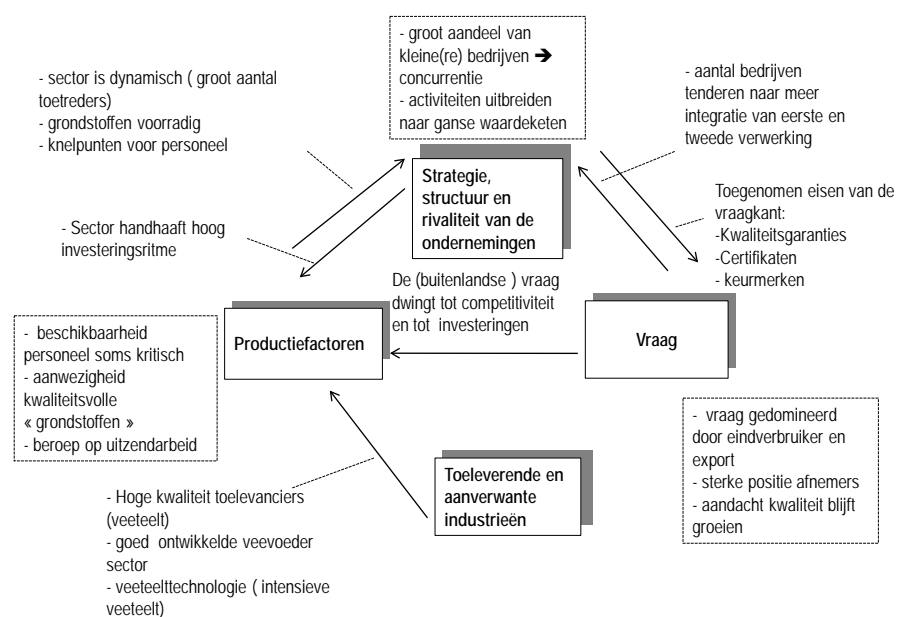 - groot aandeel van
kleine(re) bedrijven ➔
concurrentie
- activiteiten uitbreiden
naar ganse waardeketen
- sector is dynamisch ( groot aantal
toetreders)
- grondstoffen voorradig
- knelpunten voor personeel
- aantal bedrijven
tenderen naar meer
integratie van eerste en
tweede verwerking
Strategie,
structuur en
rivaliteit van de
ondernemingen
Toegenomen eisen van de
vraagkant:
-Kwaliteitsgaranties
-Certifikaten
- keurmerken
- Sector handhaaft hoog
investeringsritme
De (buitenlandse ) vraag
dwingt tot competitiviteit
en tot investeringen
Productiefactoren
Vraag
- beschikbaarheid
personeel soms kritisch
- aanwezigheid
kwaliteitsvolle
« grondstoffen »
- beroep op uitzendarbeid
- vraag gedomineerd
door eindverbruiker en
export
- sterke positie afnemers
- aandacht kwaliteit blijft
groeien
Toeleverende en
aanverwante
industrieën
- Hoge kwaliteit toelevanciers
(veeteelt)
- goed ontwikkelde veevoeder
sector
- veeteelttechnologie ( intensieve
veeteelt)